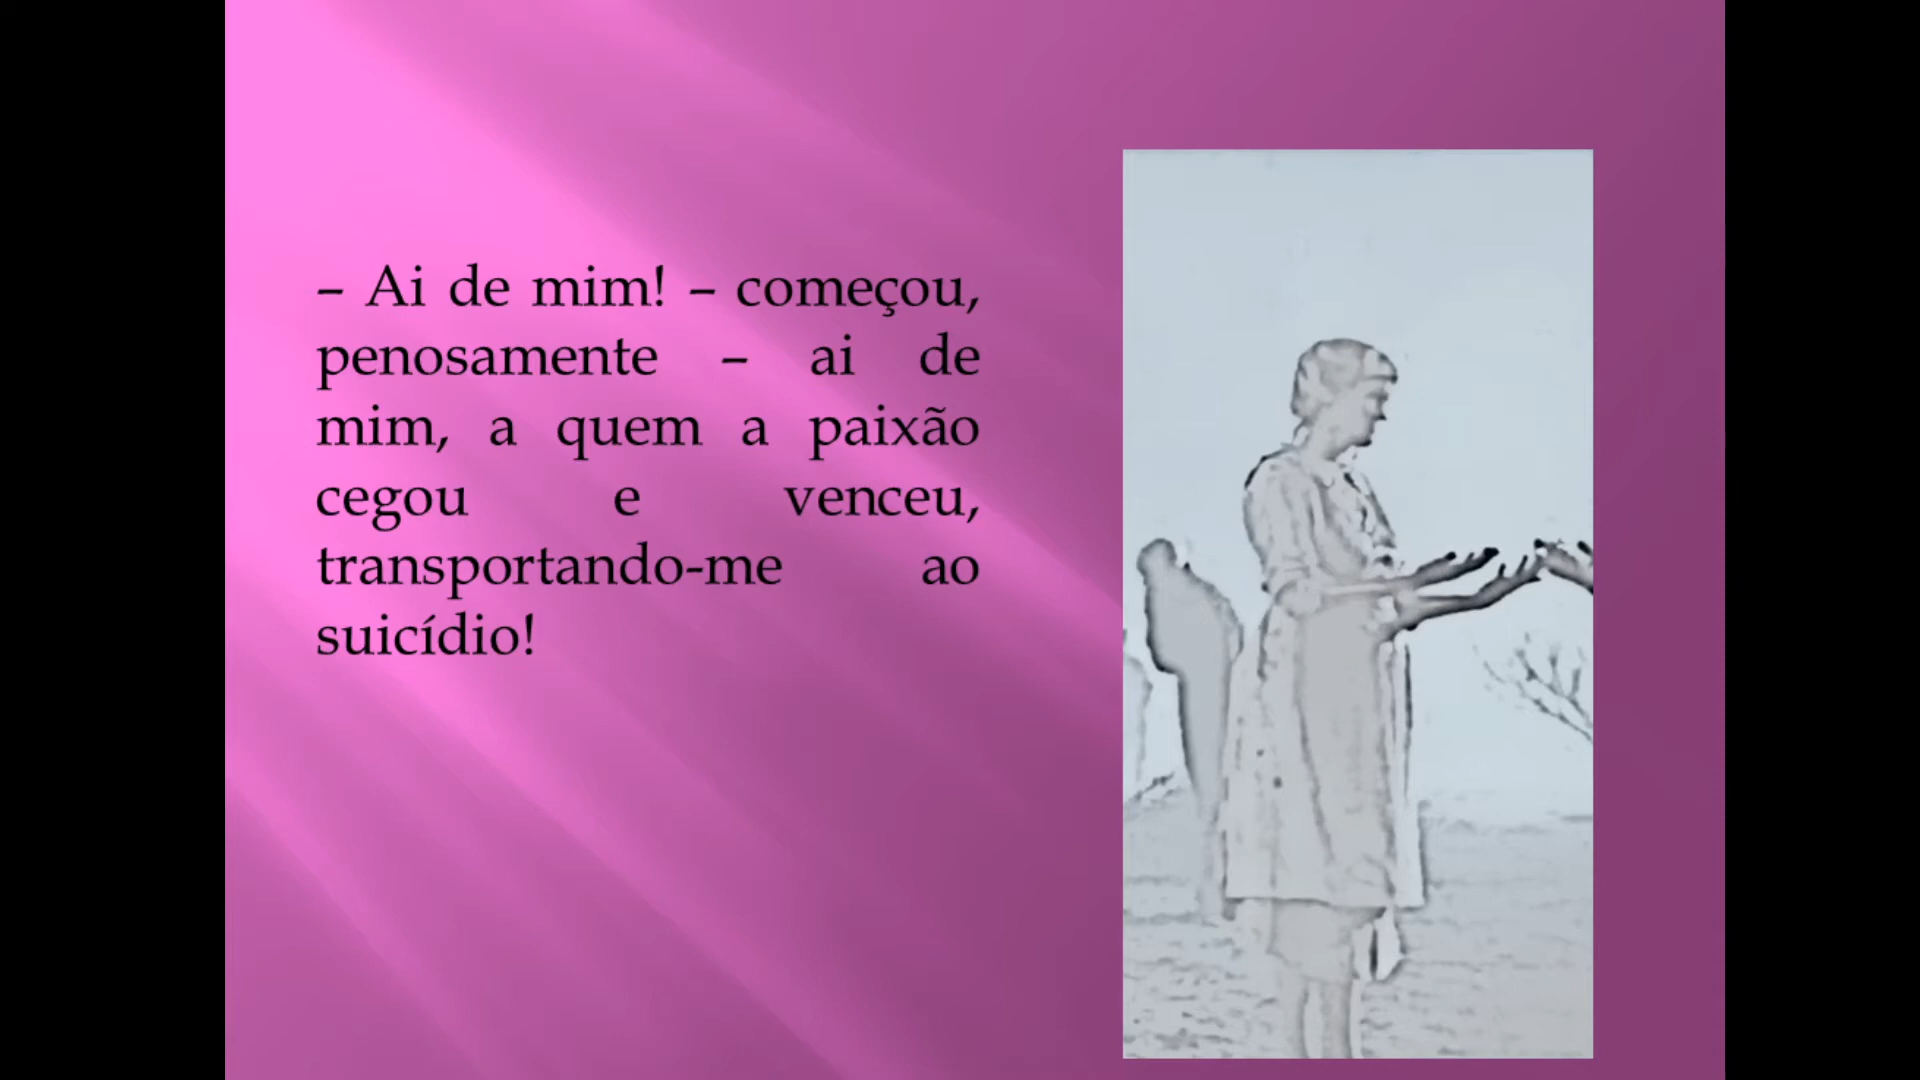 – Ai de mim! – começou,
penosamente – ai de
mim, a quem a paixão
cegou e venceu,
transportando-me ao
suicídio!